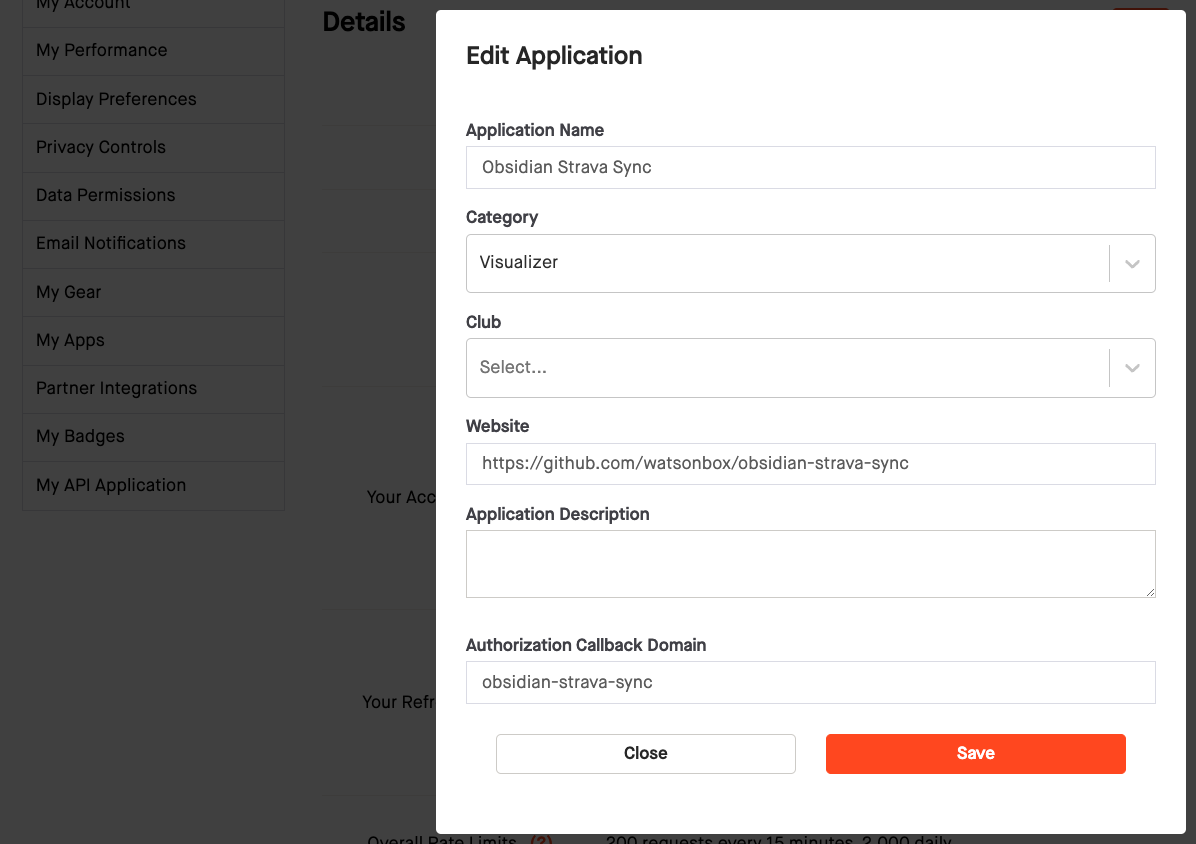 My Account
My Performance
Display Preferences
Privacy Controls
Data Permissions
Email Notifications
My Gear
My Apps
Partner Integrations
My Badges
My API Application
Details
Your Acc
Your Refr
Edit Application
Application Name
Obsidian Strava Sync
Category
Visualizer
Club
Select...
Website
https://github.com/watsonbox/obsidian-strava-sync
Application Description
Authorization Callback Domain
obsidian-strava-sync
Close
Save
Overall Rate Limits (?) 200 requests every 15 minutes, 2,000 daily